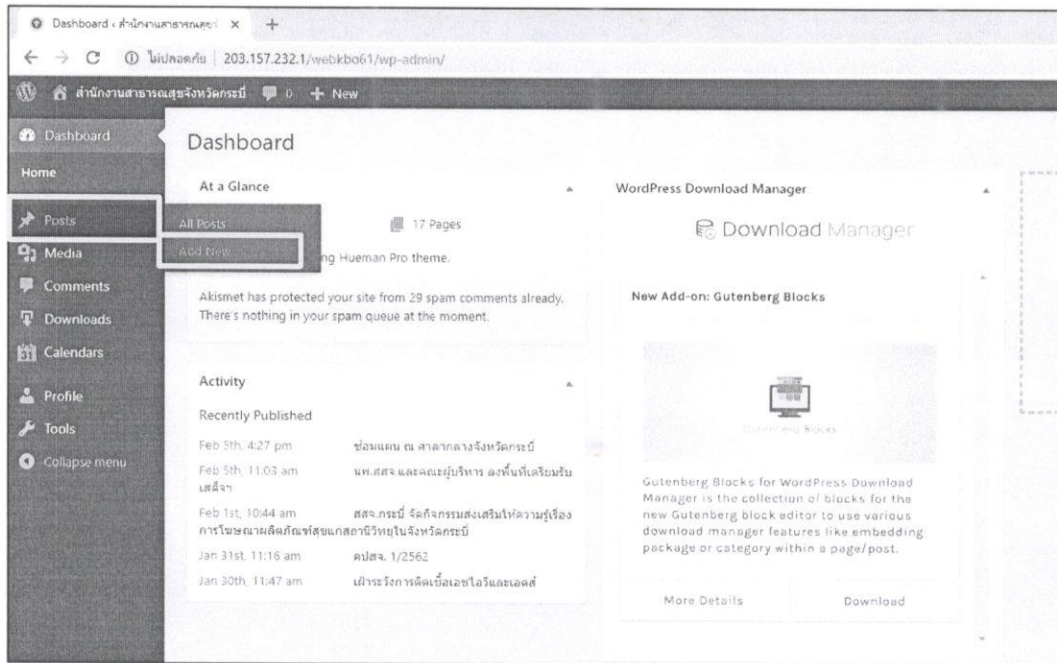 Dashboard ‹ สำนักงานสาธารณสุขจั × +
ไม่ปลอดภัย 203.157.232.1/webkbo61/wp-admin/
สำนักงานสาธารณสุขจังหวัดกระบี่ 0 + New
Dashboard
Home
Posts
All Posts
Add New
Media
Comments
Downloads
Calendars
31
Profile
Tools
Collapse menu
Dashboard
At a Glance
17 Pages
ng Hueman Pro theme.
Akismet has protected your site from 29 spam comments already.
There's nothing in your spam queue at the moment.
Activity
Recently Published
Feb 5th, 4:27 pm ซ้อมแผน ณ ศาลากลางจังหวัดกระบี่
Feb 5th, 11:03 am นพ.สสจ.และคณะผู้บริหาร ลงพื้นที่เตรียมรับ
เสด็จฯ
Feb 1st, 10:44 am สสจ.กระบี่ จัดกิจกรรมส่งเสริมให้ความรู้เรื่อง
การโฆษณาผลิตภัณฑ์สุขแก่สถานีวิทยุในจังหวัดกระบี่
Jan 31st, 11:16 am คปสจ. 1/2562
Jan 30th, 11:47 am เฝ้าระวังการติดเชื้อเอชไอวีและเอดส์
WordPress Download Manager
Download Manager
New Add-on: Gutenberg Blocks
Gutenberg Blocks
Gutenberg Blocks for WordPress Download
Manager is the collection of blocks for the
new Gutenberg block editor to use various
download manager features like embedding
package or category within a page/post.
More Details Download